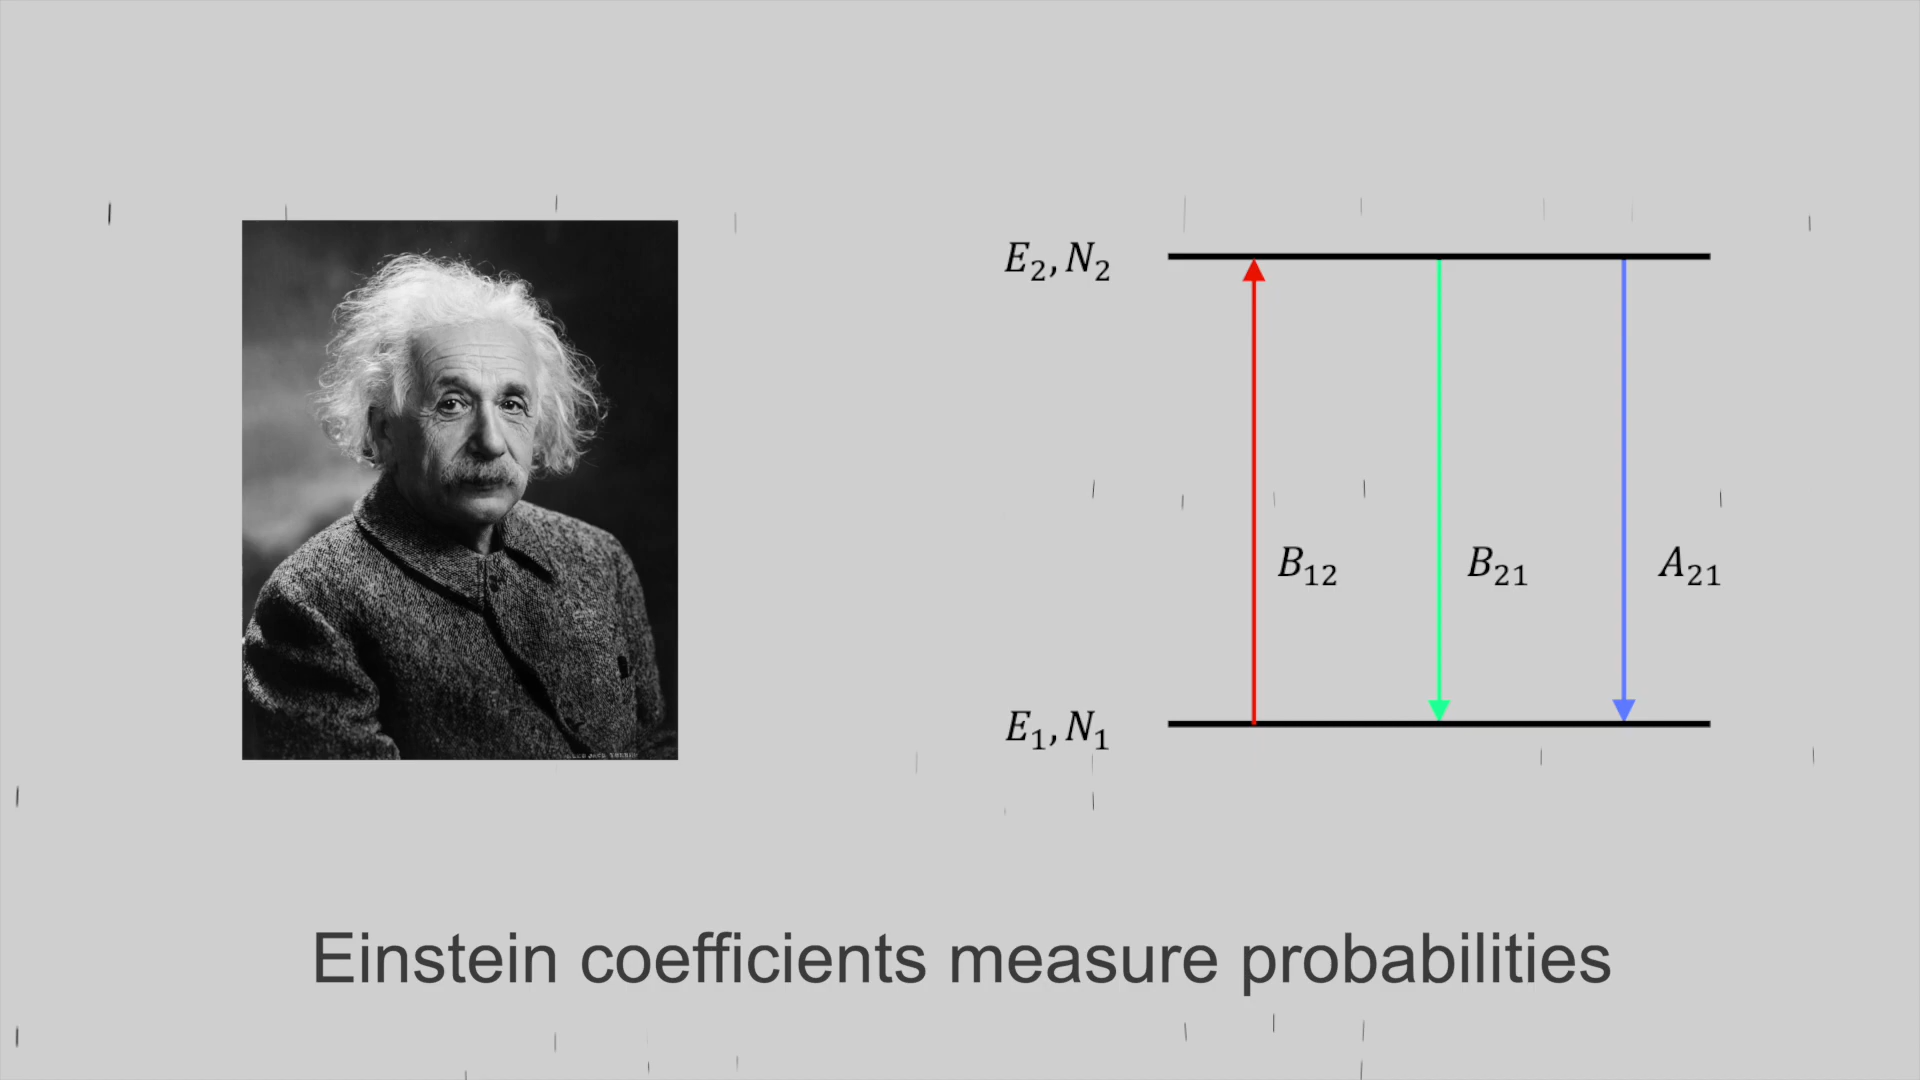 E₂, N₂
B₁₂ B₂₁ A₂₁
E₁, N₁
Einstein coefficients measure probabilities